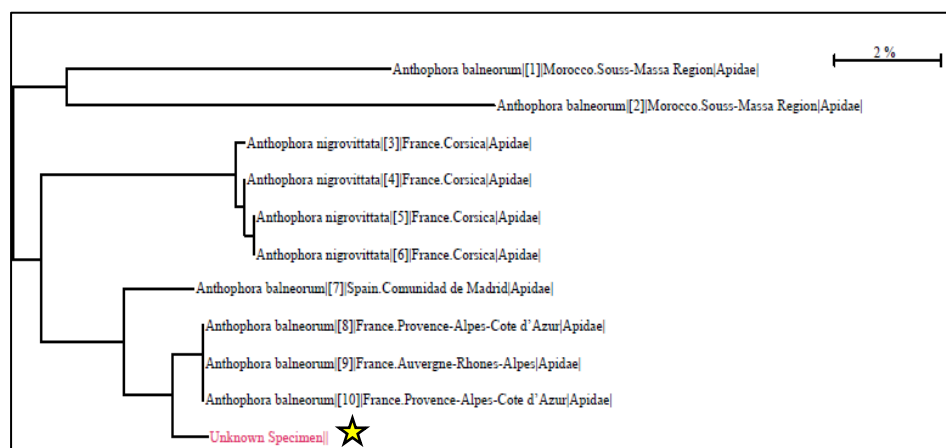 2 %
Anthophora balneorum|[1]|Morocco.Souss-Massa Region|Apidae|
Anthophora balneorum|[2]|Morocco.Souss-Massa Region|Apidae|
Anthophora nigrovittata|[3]|France.Corsica|Apidae|
Anthophora nigrovittata|[4]|France.Corsica|Apidae|
Anthophora nigrovittata|[5]|France.Corsica|Apidae|
Anthophora nigrovittata|[6]|France.Corsica|Apidae|
Anthophora balneorum|[7]|Spain.Comunidad de Madrid|Apidae|
Anthophora balneorum|[8]|France.Provence-Alpes-Cote d’Azur|Apidae|
Anthophora balneorum|[9]|France.Auvergne-Rhones-Alpes|Apidae|
Anthophora balneorum|[10]|France.Provence-Alpes-Cote d’Azur|Apidae|
Unknown Specimen||